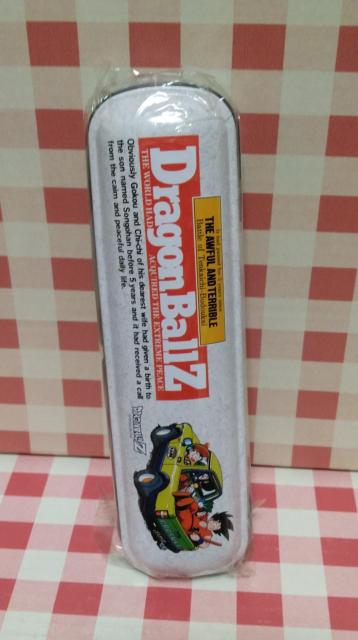 THE AWFUL AND TERRIBLE
Battle of Tenkaichi-Budoukai
Dragon Ball Z
THE WORLD HAD ACQUIRED THE EXTREME PEACE
Obviously Gokou and Chi-chi of his dearest wife had given a birth to
the son named Songohan before 5 years and it had received a call
from the calm and peaceful daily life.